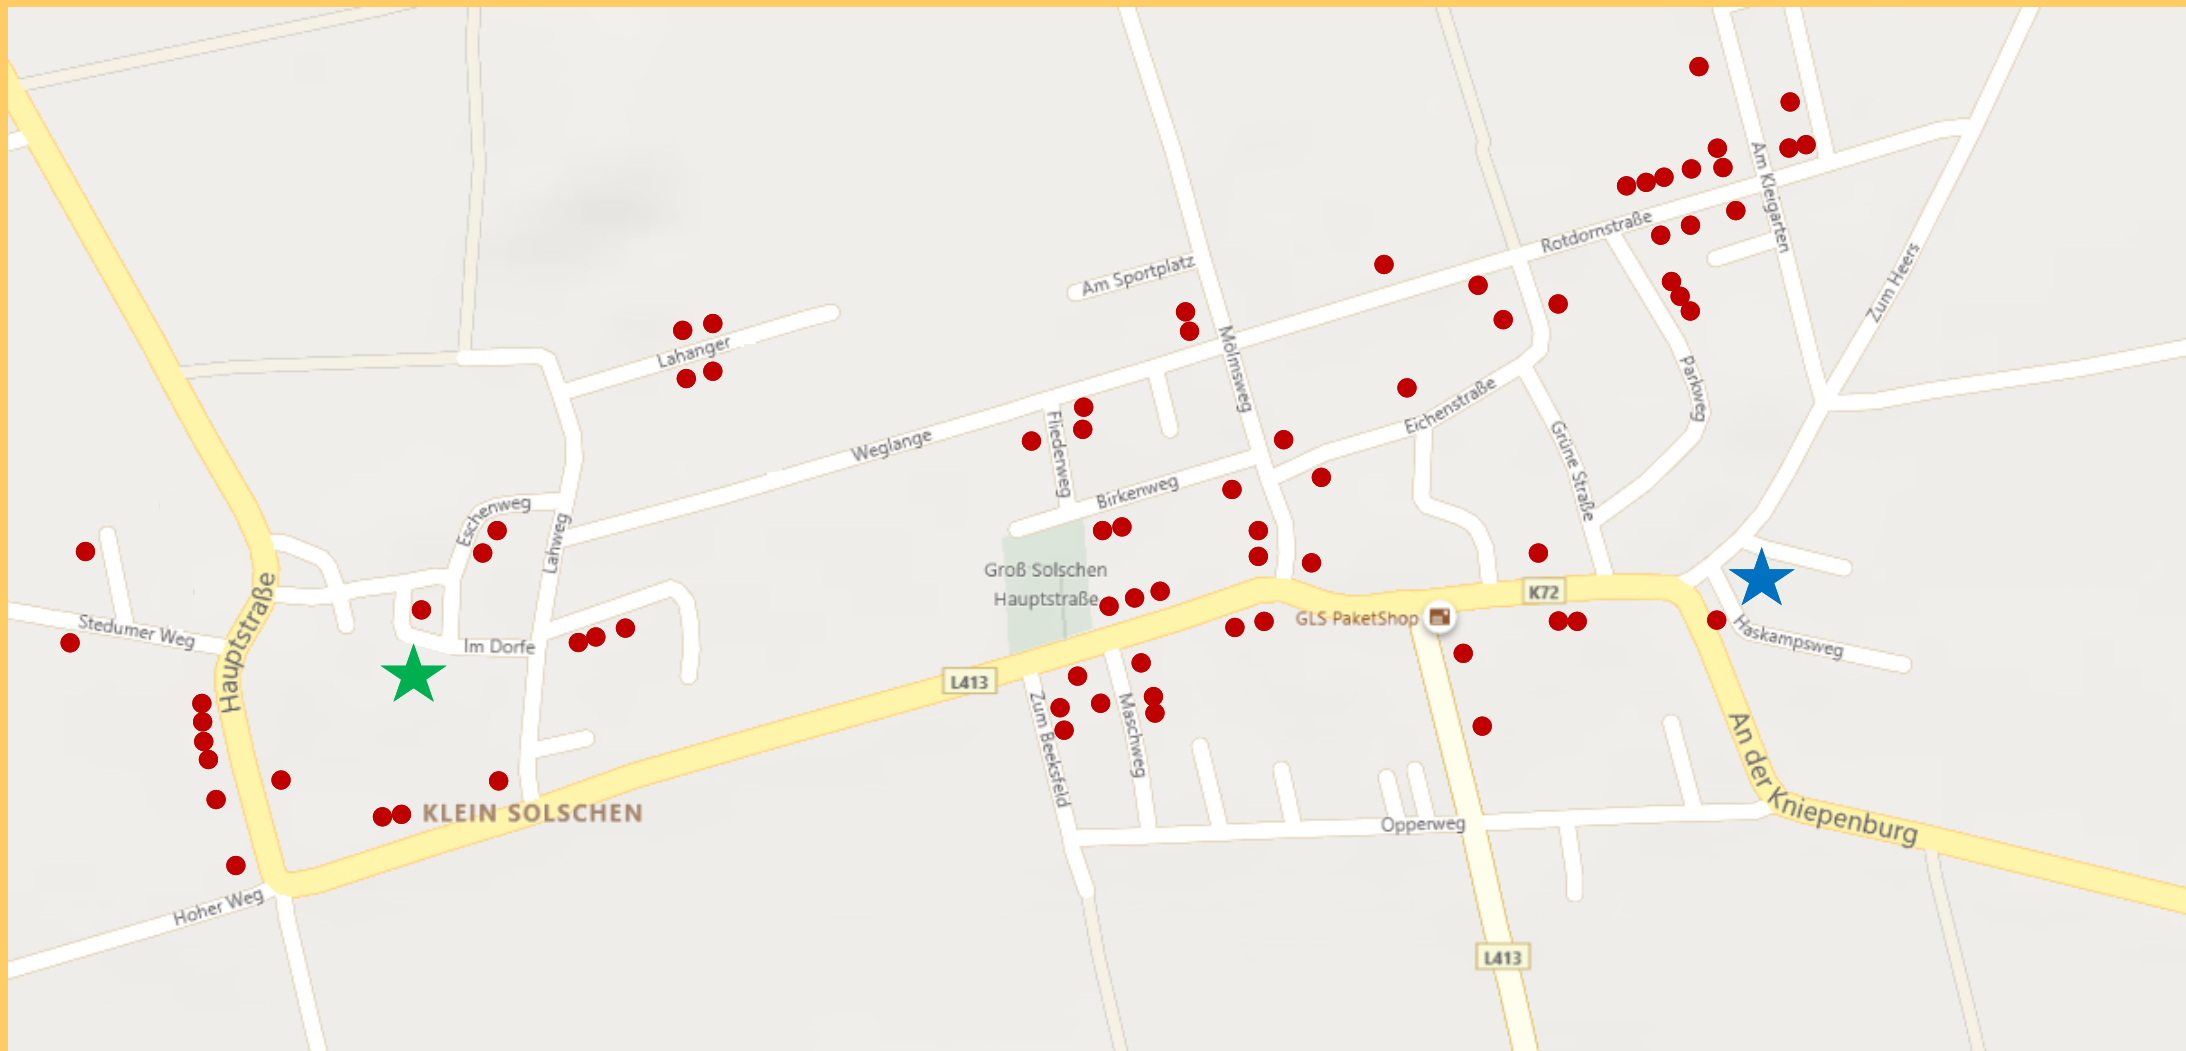 Am Kleigarten
Rotdornstraße
Zum Heers
Am Sportplatz
Lahanger
Mölmsweg
Parkweg
Eichenstraße
Fliederweg
Weglange
Grüne Straße
Birkenweg
Eschenweg
Lahweg
Groß Solschen
Hauptstraße
K72
GLS PaketShop
Stedumer Weg
Hauptstraße
Im Dorfe
Haskampsweg
L413
Zum Beeksfeld
Maschweg
An der Kniepenburg
KLEIN SOLSCHEN
Opperweg
Hoher Weg
L413